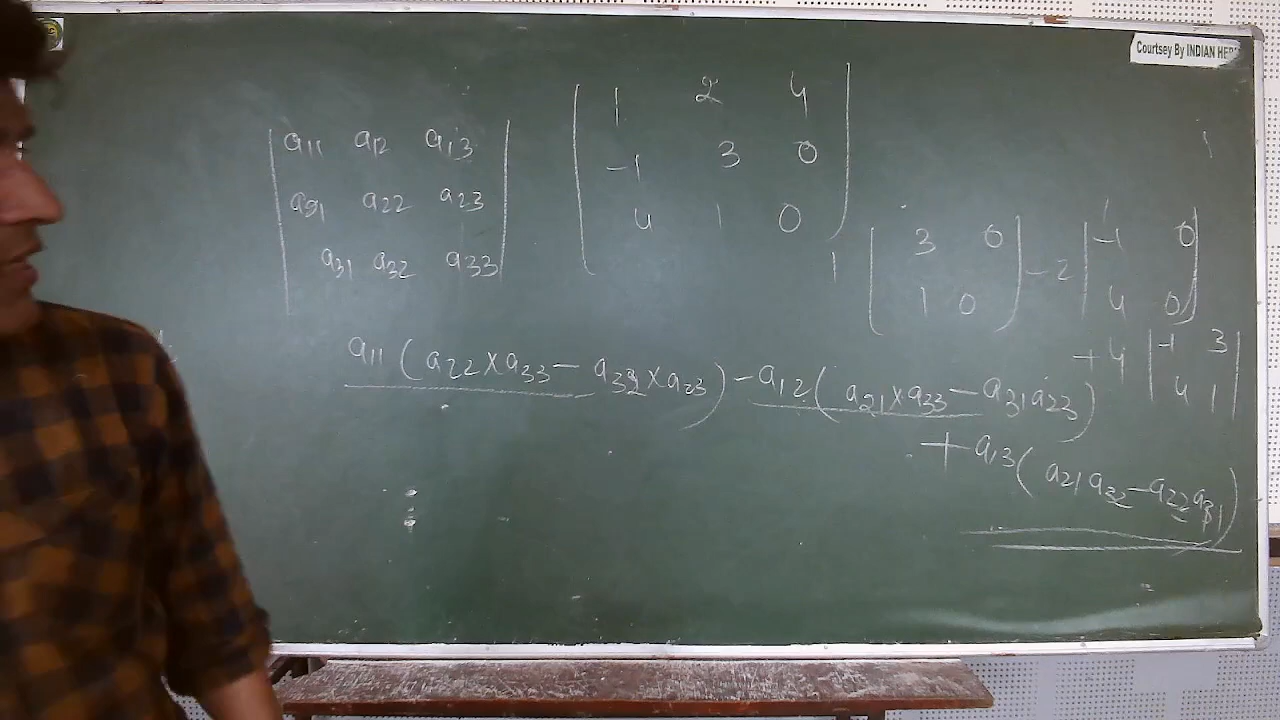 Courtsey By INDIAN
| a11 a12 a13 |
| a21 a22 a23 |
| a31 a32 a33 |
| 1 2 4 |
| -1 3 0 |
| 4 1 0 |
1 | 3 0 | - 2 | -1 0 |
| 1 0 | | 4 0 |
+ 4 | -1 3 |
| 4 1 |
a11 ( a22 × a33 - a32 × a23 ) - a12 ( a21 × a33 - a31 a23 )
+ a13 ( a21 a32 - a22 a31 )